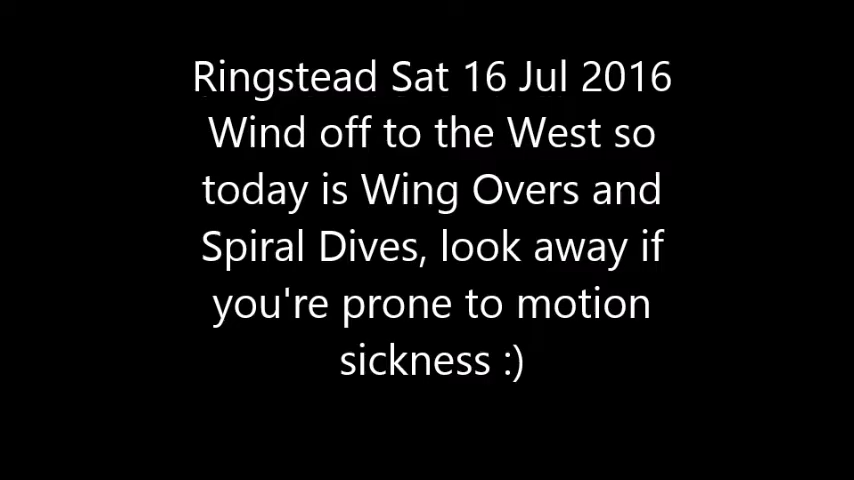 Ringstead Sat 16 Jul 2016
Wind off to the West so
today is Wing Overs and
Spiral Dives, look away if
you're prone to motion
sickness :)